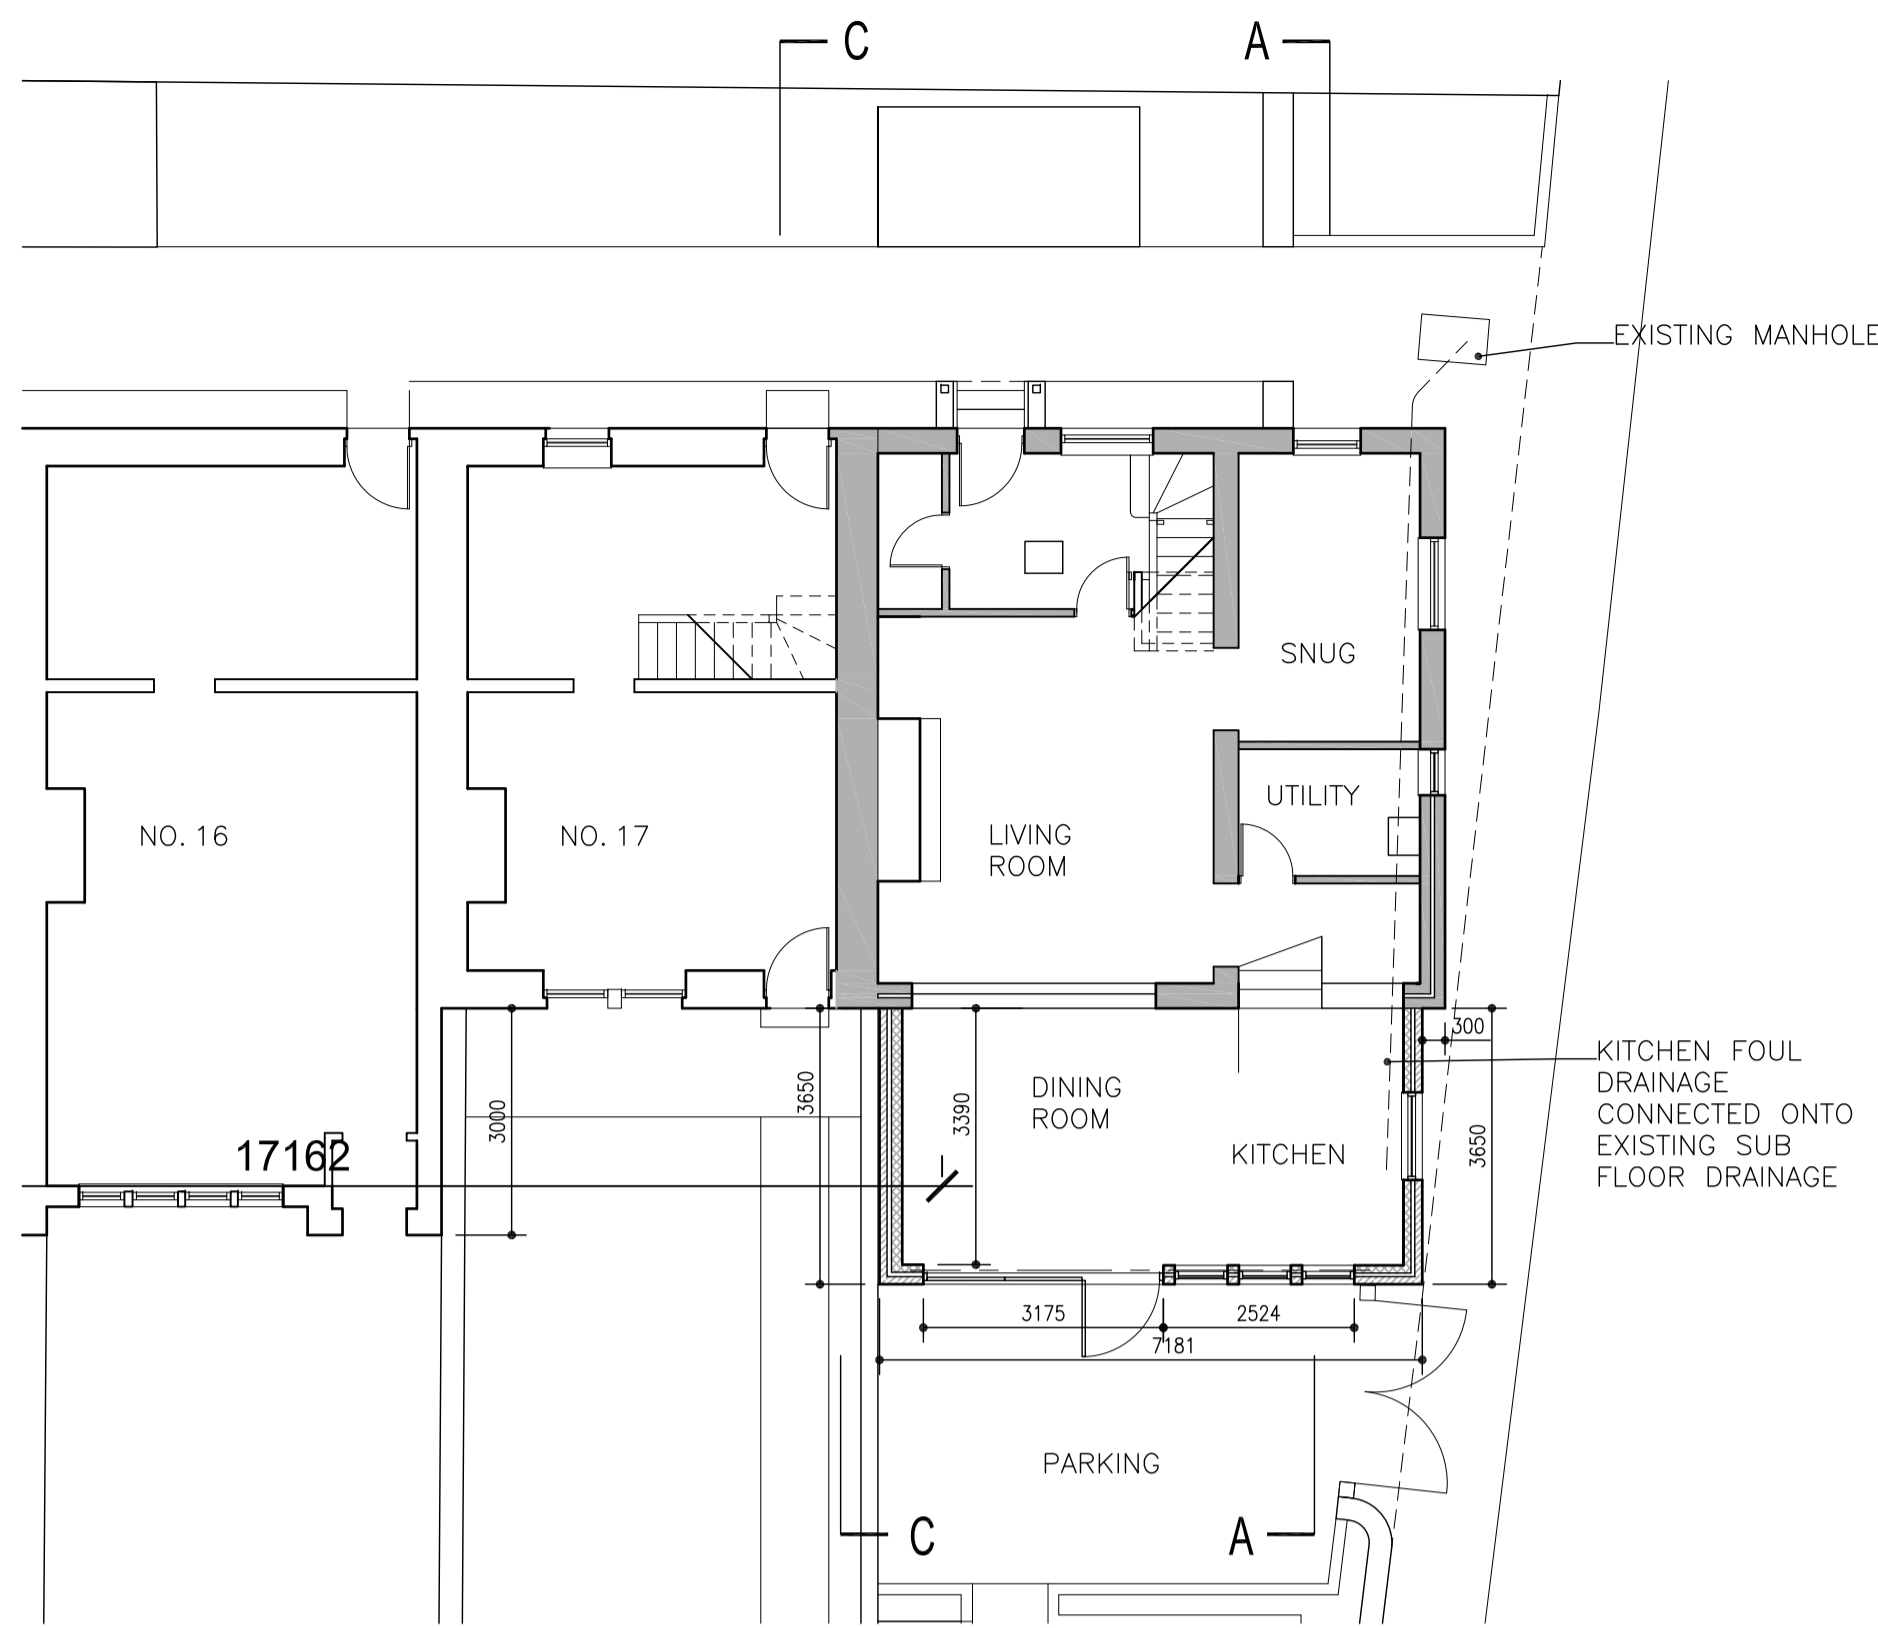 C
A
EXISTING MANHOLE
SNUG
UTILITY
NO. 16
NO. 17
LIVING
ROOM
300
KITCHEN FOUL
DRAINAGE
CONNECTED ONTO
EXISTING SUB
FLOOR DRAINAGE
DINING
ROOM
3000
3650
3390
3650
KITCHEN
17162
3175
2524
7181
PARKING
C
A